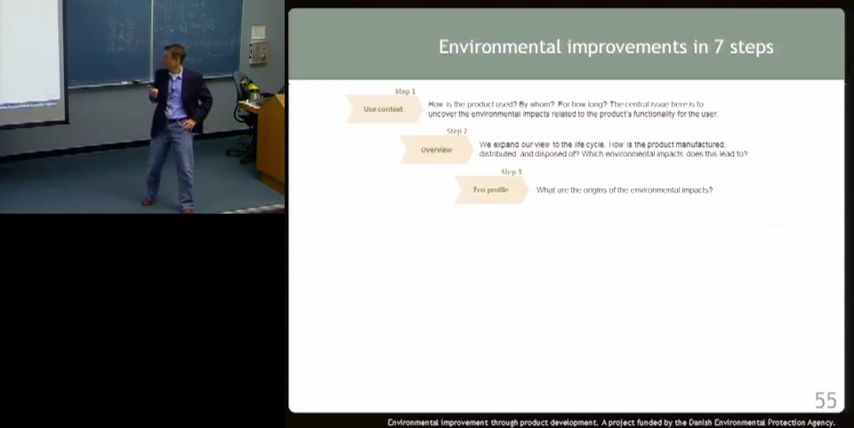 Environmental improvements in 7 steps
Step 1
Use context
How is the product used? By whom? For how long? The central issue here is to
uncover the environmental impacts related to the product's functionality for the user.
Step 2
Overview
We expand our view to the life cycle. How is the product manufactured,
distributed, and disposed of? Which environmental impacts does this lead to?
Step 3
Eco-profile
What are the origins of the environmental impacts?
55
Environmental improvement through product development. A project funded by the Danish Environmental Protection Agency.